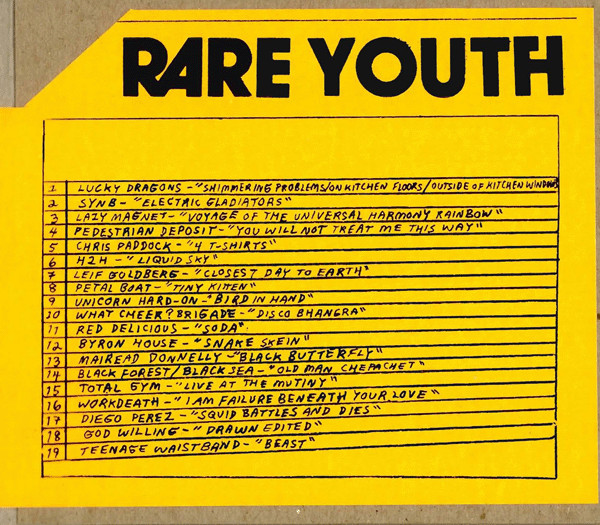 RARE YOUTH
1 LUCKY DRAGONS - "SHIMMERING PROBLEMS/ON KITCHEN FLOORS/OUTSIDE OF KITCHEN WINDOWS
2 SYNB - "ELECTRIC GLADIATORS"
3 LAZY MAGNET - "VOYAGE OF THE UNIVERSAL HARMONY RAINBOW"
4 PEDESTRIAN DEPOSIT - "YOU WILL NOT TREAT ME THIS WAY"
5 CHRIS PADDOCK - "4 T-SHIRTS"
6 H2H - "LIQUID SKY"
7 LEIF GOLDBERG - "CLOSEST DAY TO EARTH"
8 PETAL BOAT - "TINY KITTEN"
9 UNICORN HARD-ON - "BIRD IN HAND"
10 WHAT CHEER? BRIGADE - "DISCO BHANGRA"
11 RED DELICIOUS - "SODA"
12 BYRON HOUSE - "SNAKE SKEIN"
13 MAIREAD DONNELLY - "BLACK BUTTERFLY"
14 BLACK FOREST/BLACK SEA - "OLD MAN CHEPACHET"
15 TOTAL GYM - "LIVE AT THE MUTINY"
16 WORKDEATH - "I AM FAILURE BENEATH YOUR LOVE"
17 DIEGO PEREZ - "SQUID BATTLES AND DIES"
18 GOD WILLING - "DRAWN EDITED"
19 TEENAGE WAISTBAND - "BEAST"